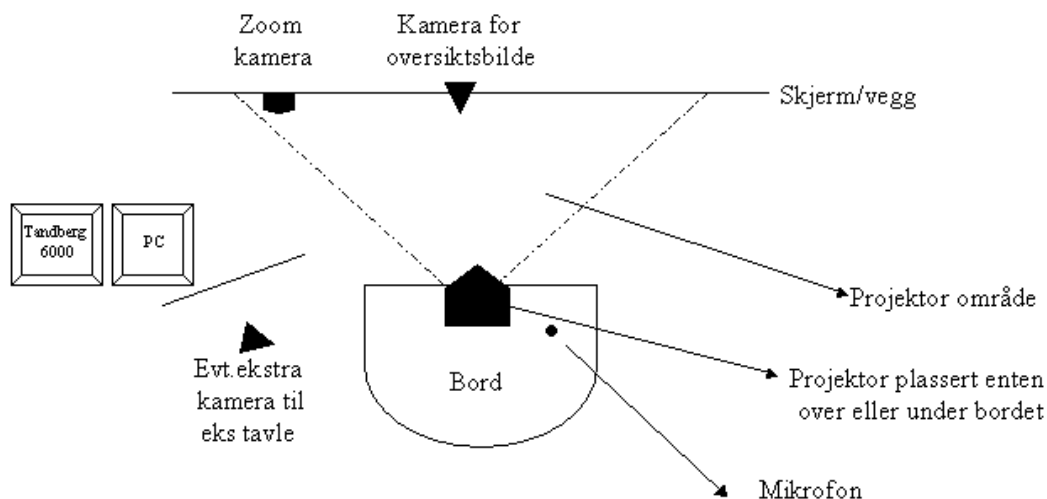 Zoom
kamera
Kamera for
oversiktsbilde
Skjerm/vegg
Tandberg
6000
PC
Projektor område
Evt.ekstra
kamera til
eks tavle
Bord
Projektor plassert enten
over eller under bordet
Mikrofon